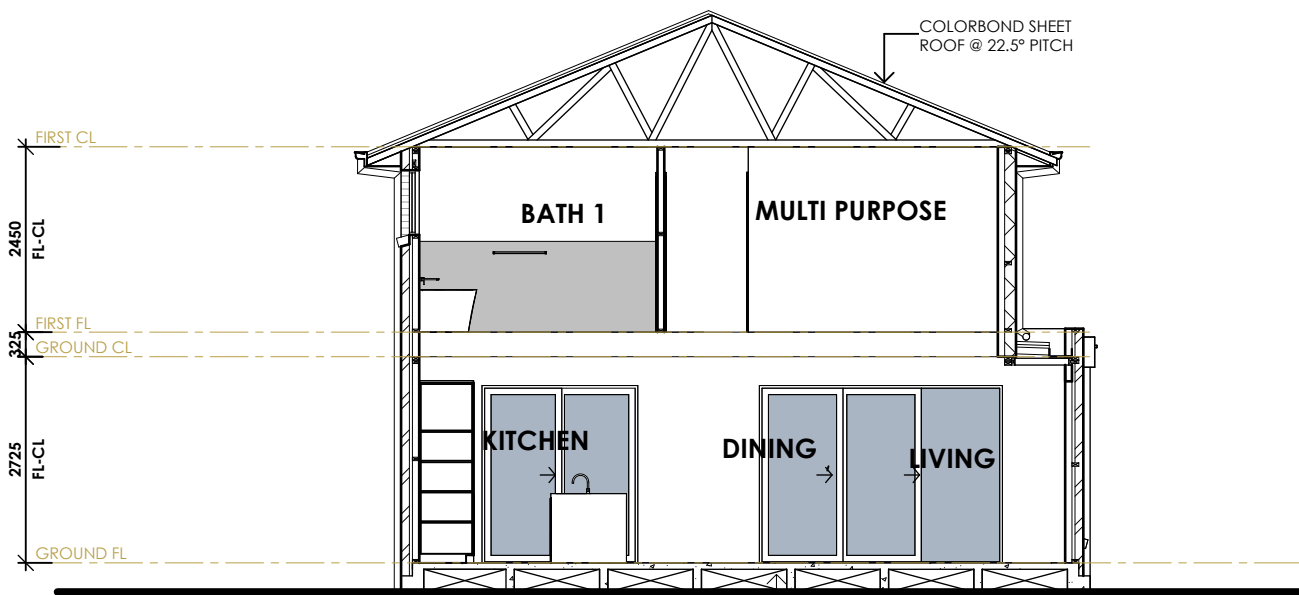 COLORBOND SHEET
ROOF @ 22.5° PITCH
FIRST CL
2450
FL-CL
BATH 1
MULTI PURPOSE
FIRST FL
325
GROUND CL
2725
FL-CL
KITCHEN
DINING
LIVING
GROUND FL